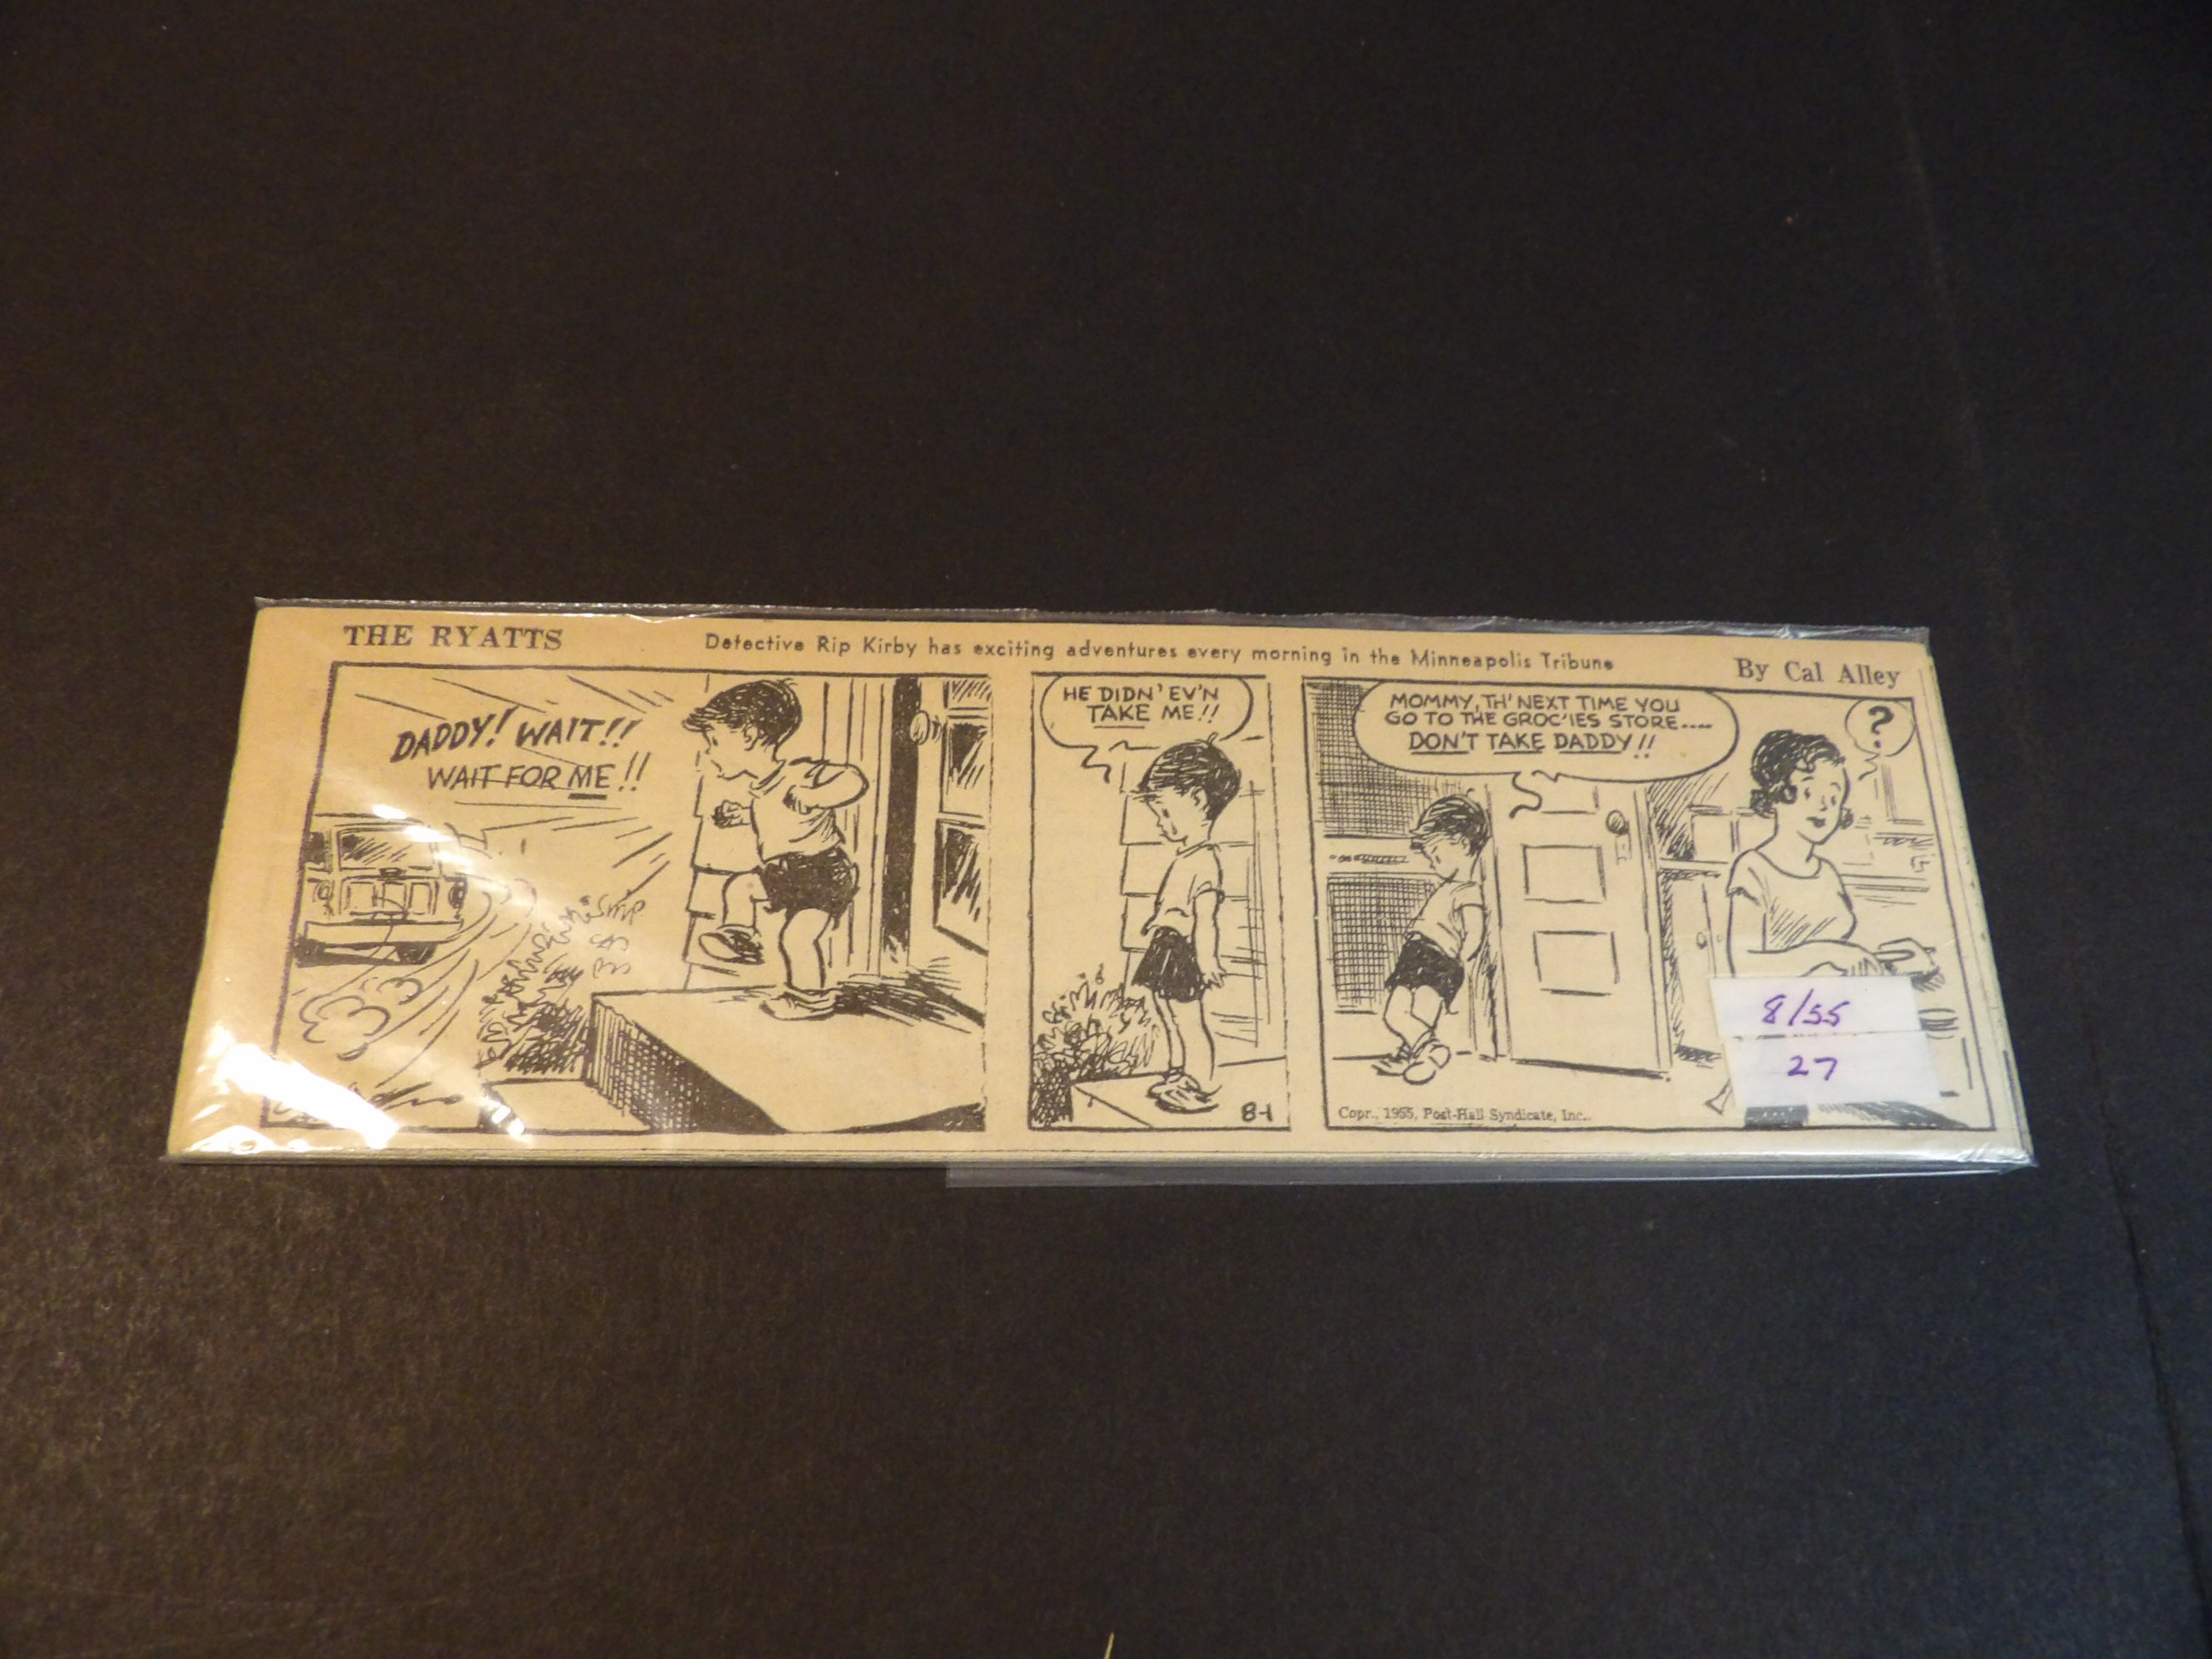 THE RYATTS
Detective Rip Kirby has exciting adventures every morning in the Minneapolis Tribune
By Cal Alley
DADDY! WAIT!!
WAIT FOR ME!!
HE DIDN' EV'N
TAKE ME!!
8-1
MOMMY, TH' NEXT TIME YOU
GO TO THE GROC'IES STORE....
DON'T TAKE DADDY!!
?
Copr., 1955, Post-Hall Syndicate, Inc.
8/55
27